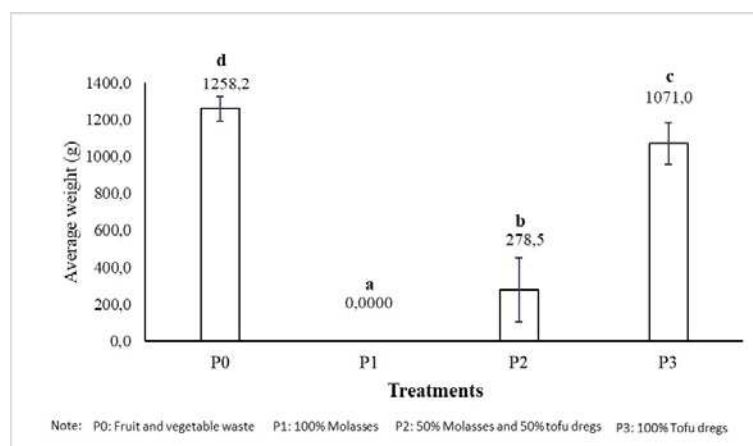 d
1400,0
1258,2
c
1071,0
1200,0
1000,0
800,0
600,0
400,0
200,0
0,0
Average weight (g)
b
278,5
a
0,0000
P0 P1 P2 P3
Treatments
Note: P0: Fruit and vegetable waste P1: 100% Molasses P2: 50% Molasses and 50% tofu dregs P3: 100% Tofu dregs